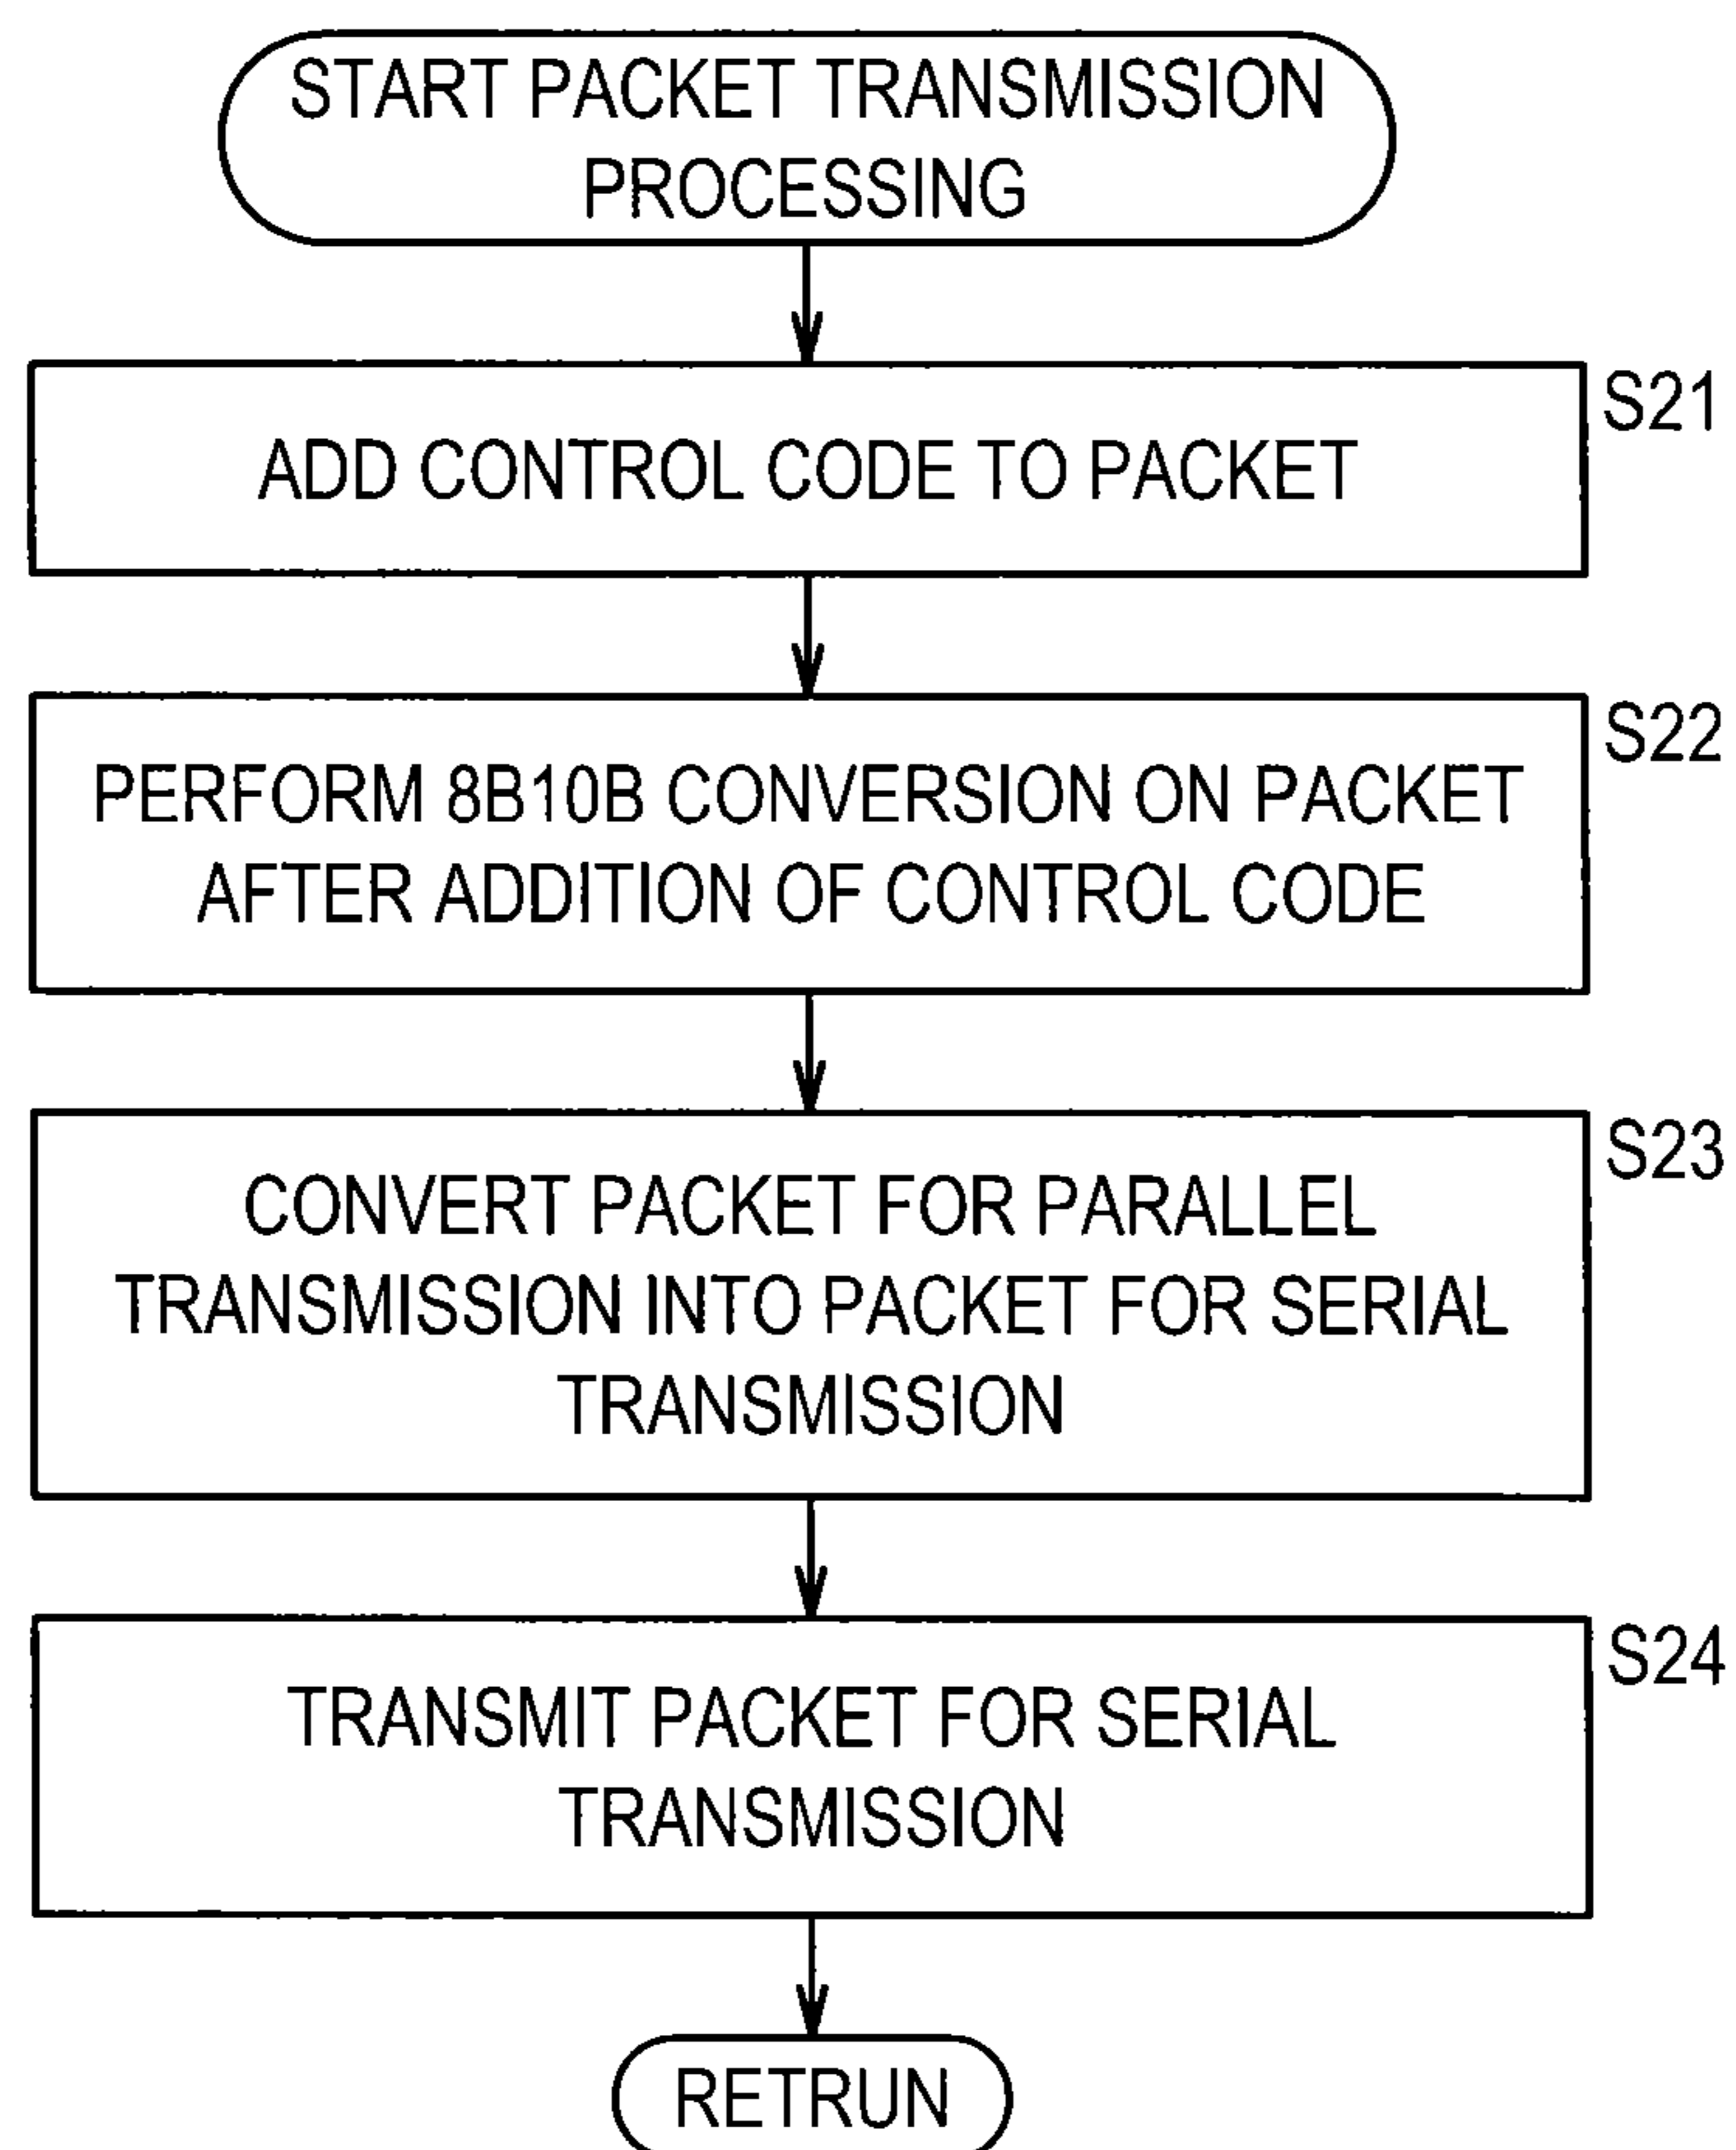 START PACKET TRANSMISSION
PROCESSING
S21
ADD CONTROL CODE TO PACKET
S22
PERFORM 8B10B CONVERSION ON PACKET
AFTER ADDITION OF CONTROL CODE
S23
CONVERT PACKET FOR PARALLEL
TRANSMISSION INTO PACKET FOR SERIAL
TRANSMISSION
S24
TRANSMIT PACKET FOR SERIAL
TRANSMISSION
RETRUN